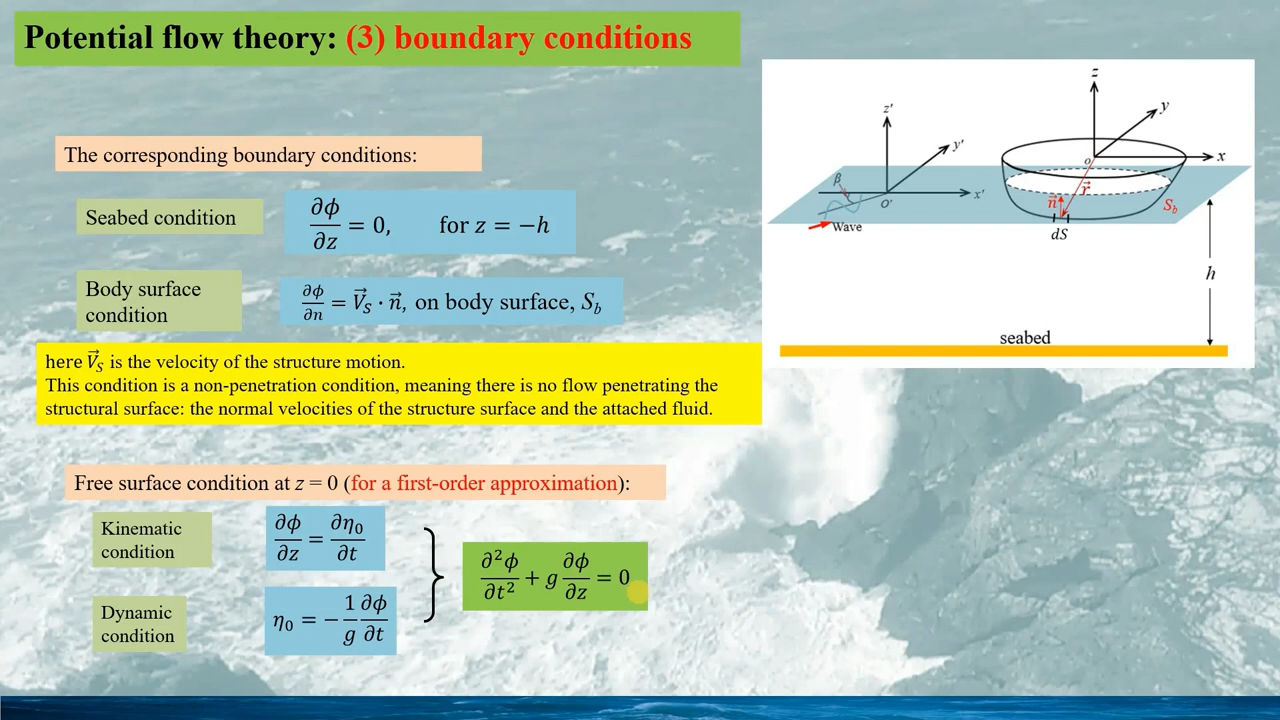 Potential flow theory: (3) boundary conditions
The corresponding boundary conditions:
Seabed condition
∂ϕ/∂z = 0, for z = −h
Body surface
condition
∂ϕ/∂n = V⃗_S · n⃗, on body surface, S_b
here V⃗_S is the velocity of the structure motion.
This condition is a non-penetration condition, meaning there is no flow penetrating the
structural surface: the normal velocities of the structure surface and the attached fluid.
Free surface condition at z = 0 (for a first-order approximation):
Kinematic
condition
∂ϕ/∂z = ∂η₀/∂t
Dynamic
condition
η₀ = −(1/g) ∂ϕ/∂t
∂²ϕ/∂t² + g ∂ϕ/∂z = 0
z
y
x
o
z'
y'
x'
O'
β
Wave
r⃗
n⃗
S_b
dS
h
seabed